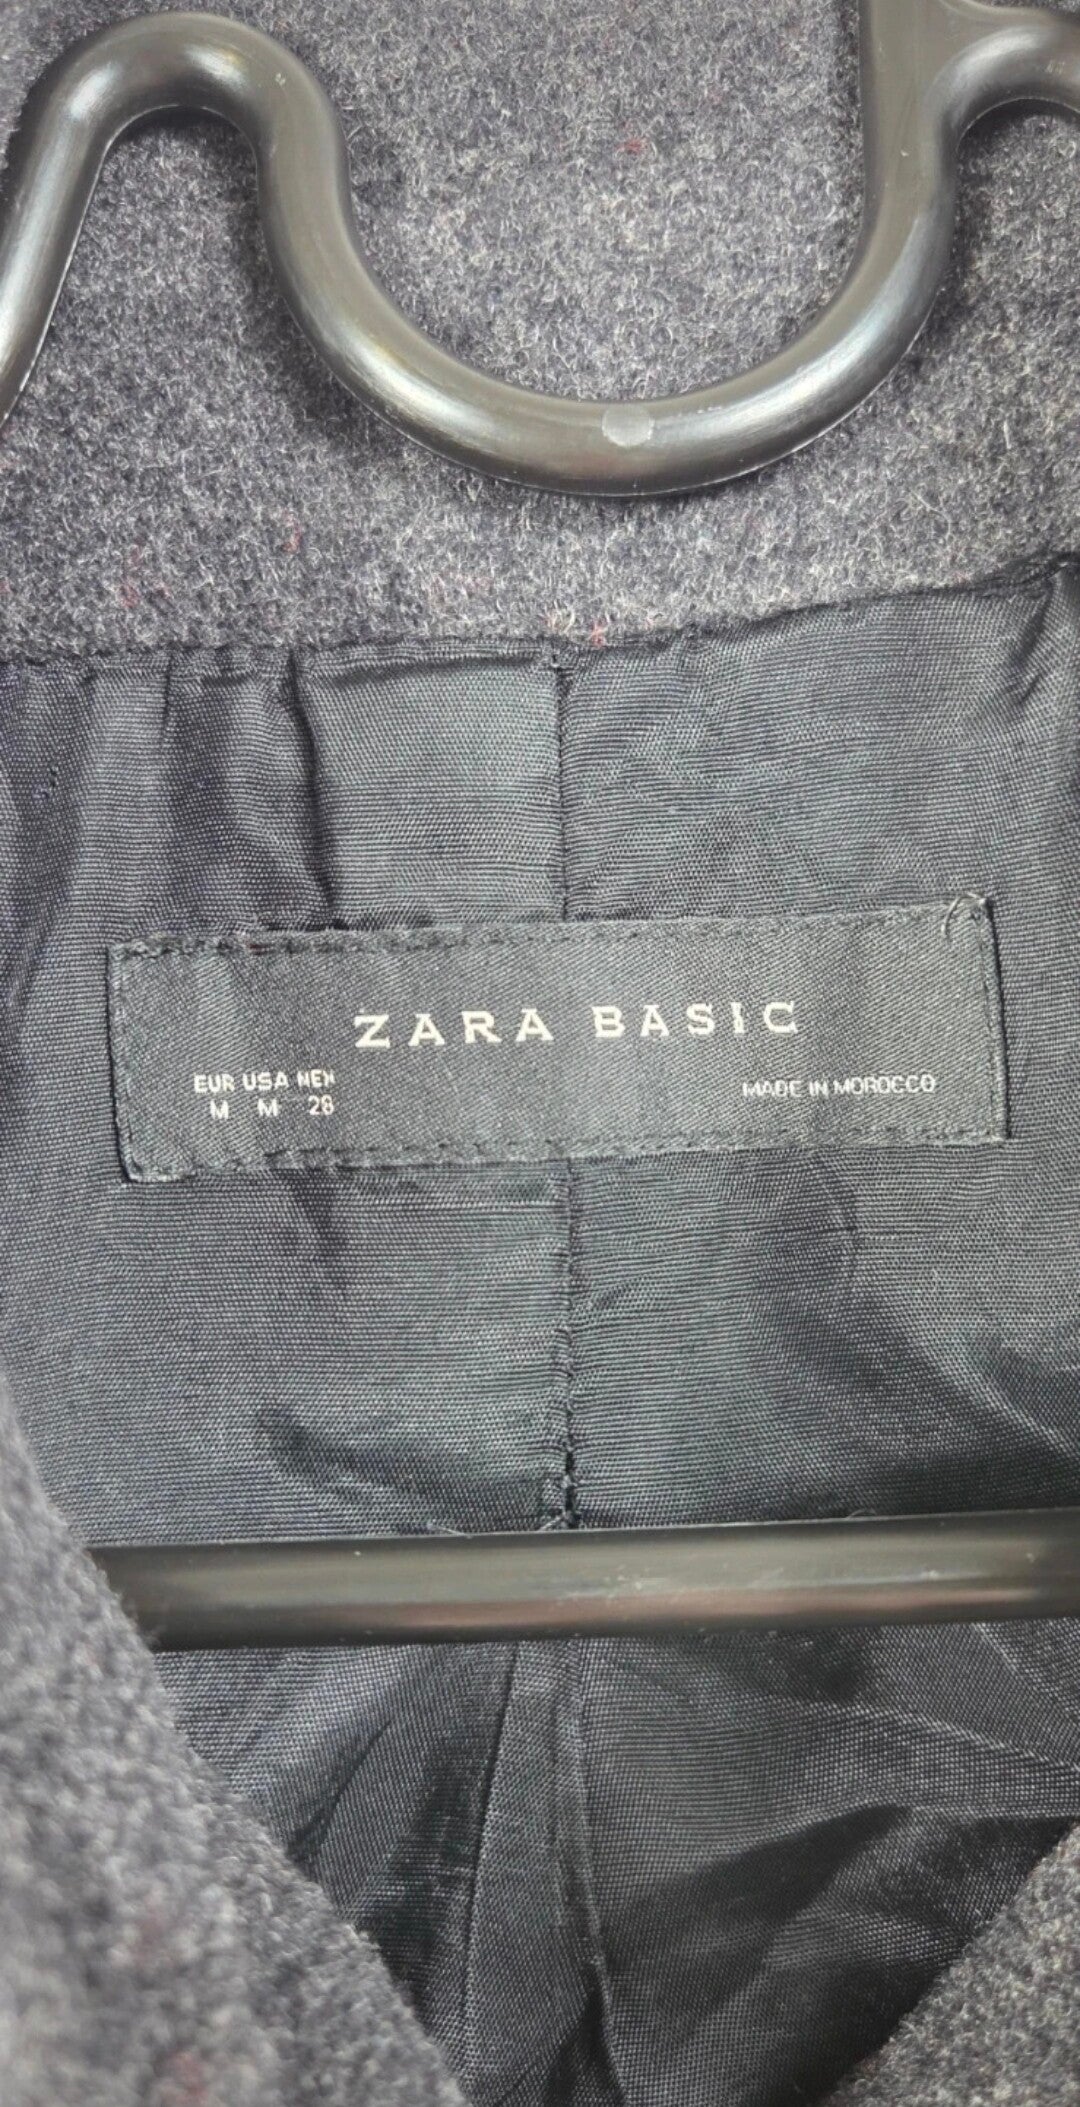 ZARA BASIC
EUR USA MEX
M M 28
MADE IN MOROCCO